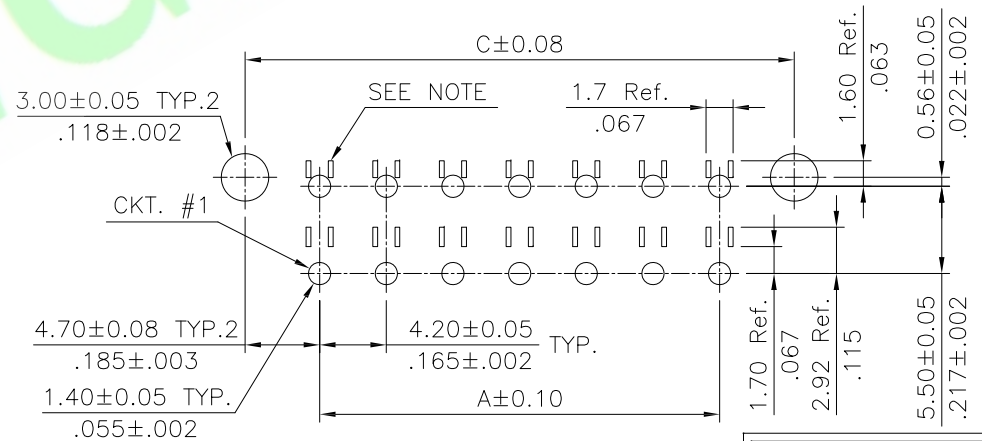 C±0.08
3.00±0.05 TYP.2
.118±.002
SEE NOTE
1.7 Ref.
.067
1.60 Ref.
.063
0.56±0.05
.022±.002
CKT. #1
4.70±0.08 TYP.2
.185±.003
4.20±0.05
.165±.002
TYP.
1.40±0.05 TYP.
.055±.002
A±0.10
1.70 Ref.
.067
2.92 Ref.
.115
5.50±0.05
.217±.002